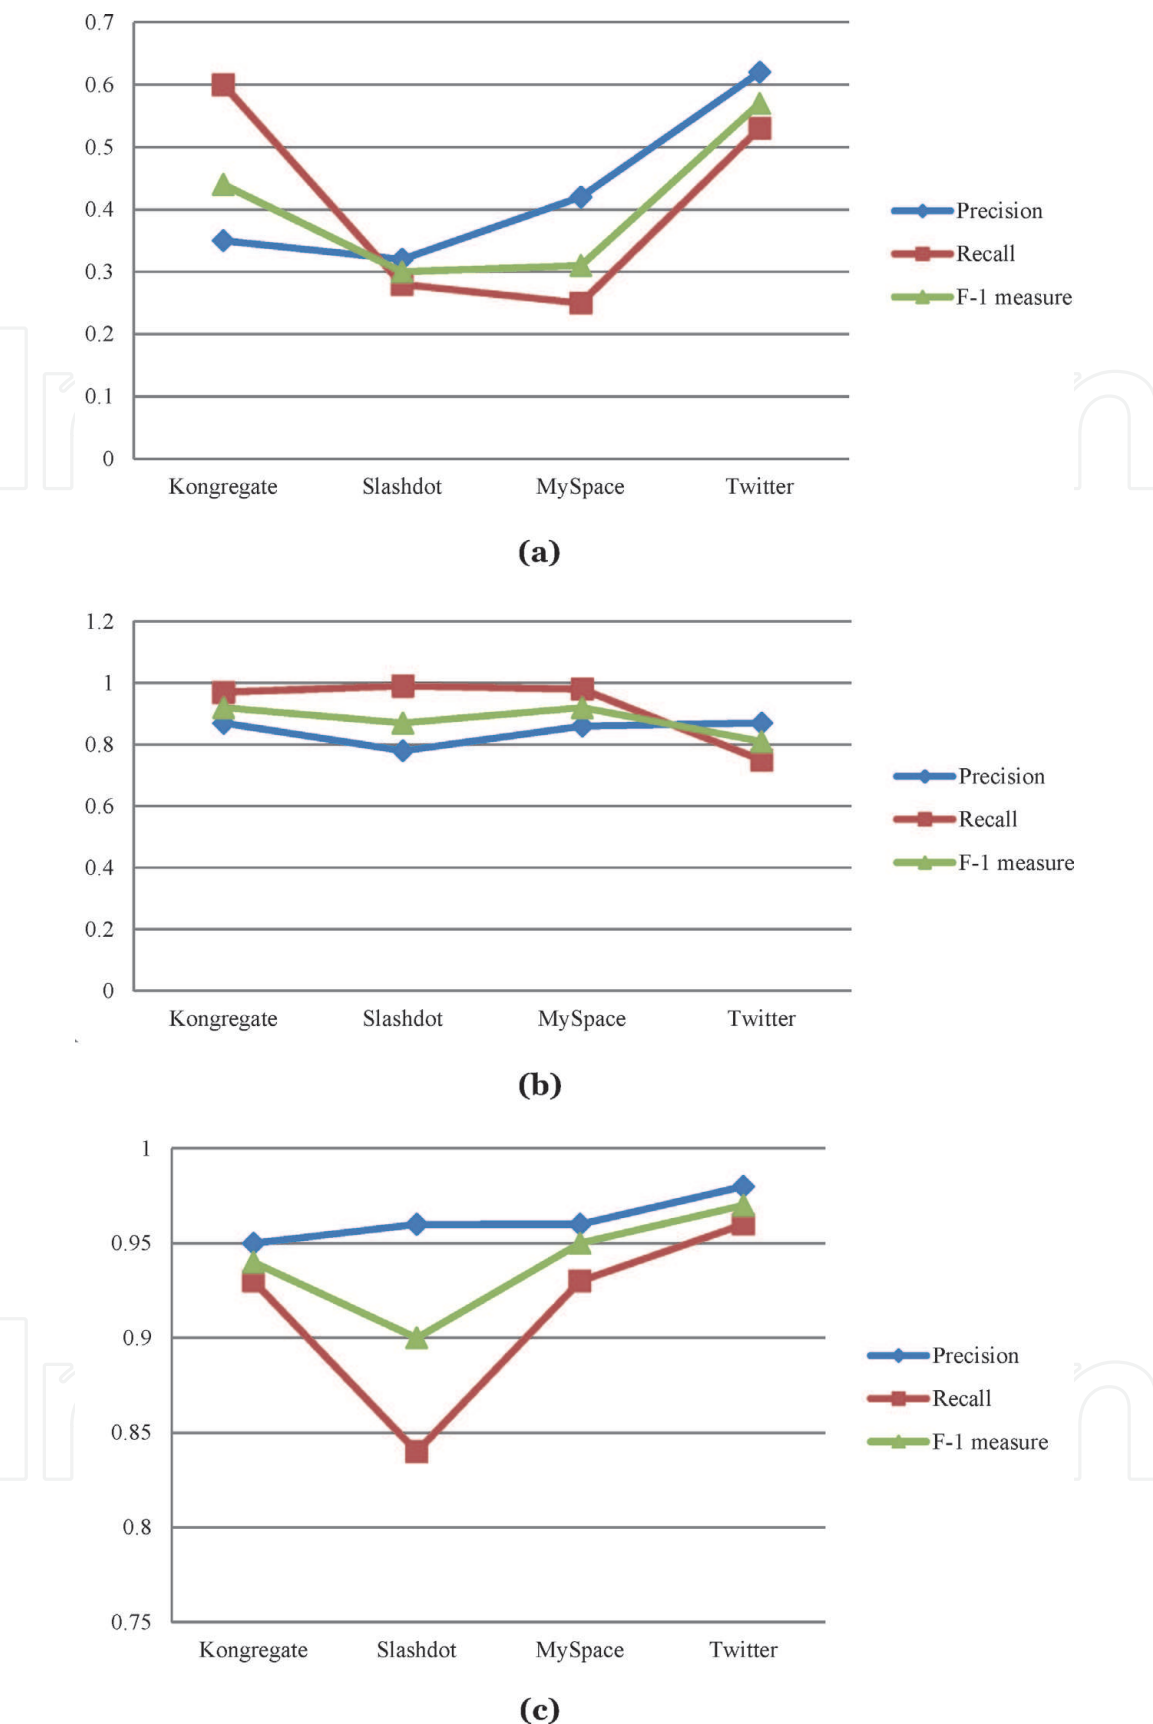 0.7
0.6
0.5
0.4
0.3
0.2
0.1
0
Kongregate Slashdot MySpace Twitter
Precision
Recall
F-1 measure
(a)
1.2
1
0.8
0.6
0.4
0.2
0
Kongregate Slashdot MySpace Twitter
Precision
Recall
F-1 measure
(b)
1
0.95
0.9
0.85
0.8
0.75
Kongregate Slashdot MySpace Twitter
Precision
Recall
F-1 measure
(c)